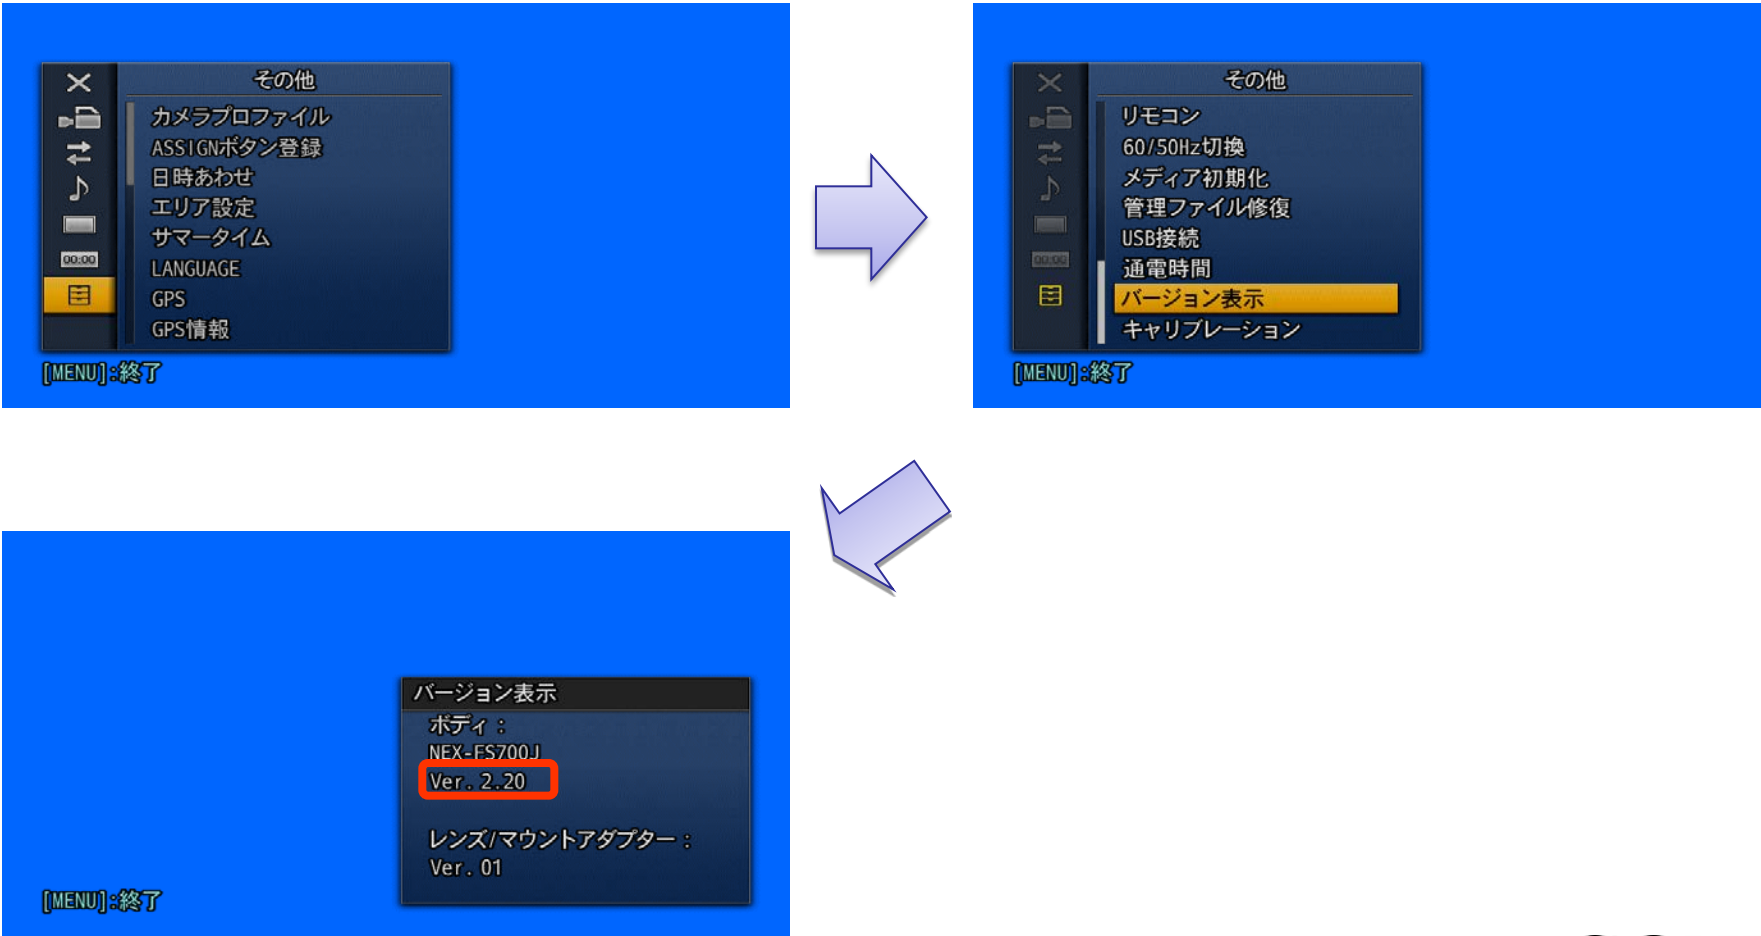 その他
カメラプロファイル
ASSIGNボタン登録
日時あわせ
エリア設定
サマータイム
LANGUAGE
GPS
GPS情報
00:00
[MENU]:終了
その他
リモコン
60/50Hz切換
メディア初期化
管理ファイル修復
USB接続
通電時間
バージョン表示
キャリブレーション
00:00
[MENU]:終了
バージョン表示
ボディ：
NEX-FS700J
Ver. 2.20
レンズ/マウントアダプター：
Ver. 01
[MENU]:終了